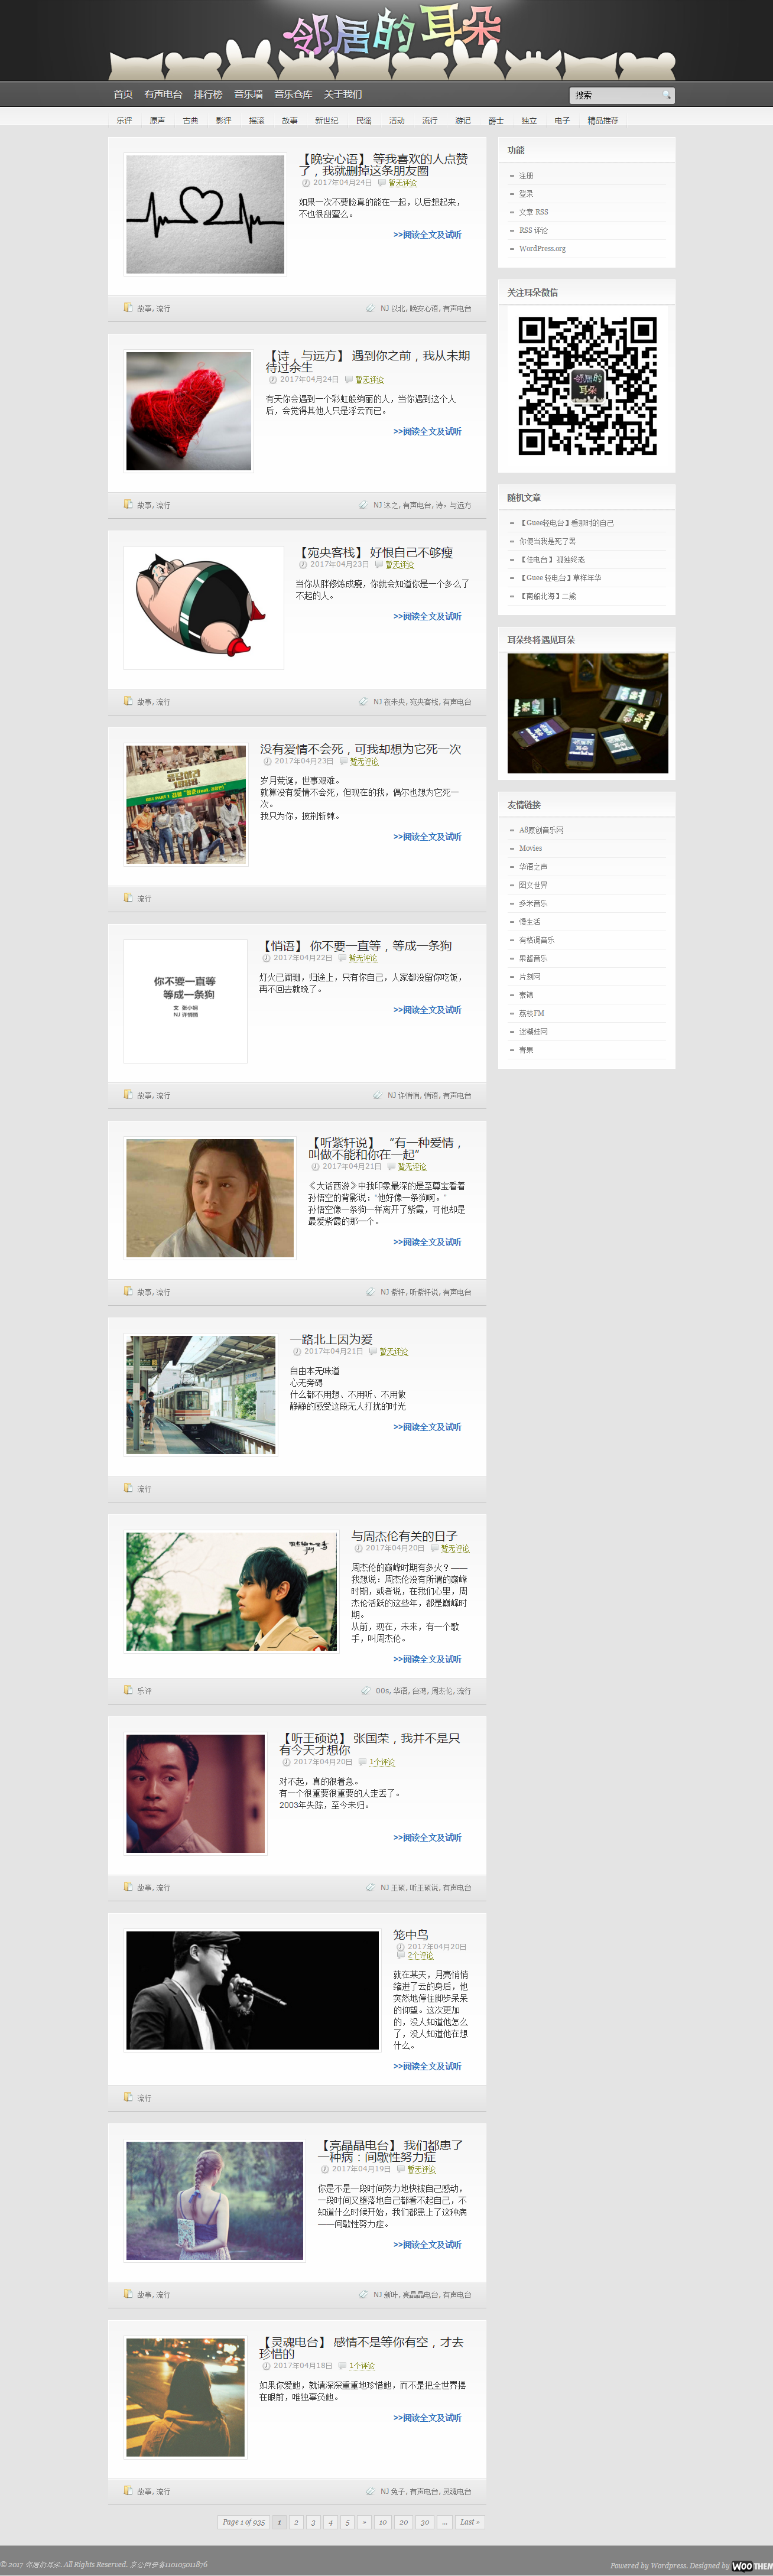 邻居的耳朵
首页 有声电台 排行榜 音乐墙 音乐仓库 关于我们
搜索
乐评 原声 古典 影评 摇滚 故事 新世纪 民谣 活动 流行 游记 爵士 独立 电子 精品推荐
【晚安心语】 等我喜欢的人点赞
了，我就删掉这条朋友圈
2017年04月24日 暂无评论
如果一次不要脸真的能在一起，以后想起来，
不也很甜蜜么。
>>阅读全文及试听
故事, 流行
NJ 以北, 晚安心语, 有声电台
【诗，与远方】 遇到你之前，我从未期
待过余生
2017年04月24日 暂无评论
有天你会遇到一个彩虹般绚丽的人，当你遇到这个人
后，会觉得其他人只是浮云而已。
>>阅读全文及试听
故事, 流行
NJ 沐之, 有声电台, 诗，与远方
【宛央客栈】 好恨自己不够瘦
2017年04月23日 暂无评论
当你从胖修炼成瘦，你就会知道你是一个多么了
不起的人。
>>阅读全文及试听
故事, 流行
NJ 夜未央, 宛央客栈, 有声电台
没有爱情不会死，可我却想为它死一次
2017年04月23日 暂无评论
岁月荒诞，世事艰难。
就算没有爱情不会死，但现在的我，偶尔也想为它死一
次。
我只为你，披荆斩棘。
>>阅读全文及试听
流行
【悄语】 你不要一直等，等成一条狗
2017年04月22日 暂无评论
灯火已阑珊，归途上，只有你自己，人家都没留你吃饭，
再不回去就晚了。
>>阅读全文及试听
你不要一直等
等成一条狗
文 张小娴
NJ 许悄悄
故事, 流行
NJ 许悄悄, 悄语, 有声电台
【听紫轩说】 “有一种爱情，
叫做不能和你在一起”
2017年04月21日 暂无评论
《大话西游》中我印象最深的是至尊宝看着
孙悟空的背影说：“他好像一条狗啊。”
孙悟空像一条狗一样离开了紫霞，可他却是
最爱紫霞的那一个。
>>阅读全文及试听
故事, 流行
NJ 紫轩, 听紫轩说, 有声电台
一路北上因为爱
2017年04月21日 暂无评论
自由本无味道
心无旁碍
什么都不用想、不用听、不用做
静静的感受这段无人打扰的时光
>>阅读全文及试听
流行
与周杰伦有关的日子
2017年04月20日 暂无评论
周杰伦的巅峰时期有多火？——
我想说：周杰伦没有所谓的巅峰
时期，或者说，在我们心里，周
杰伦活跃的这些年，都是巅峰时
期。
从前，现在，未来，有一个歌
手，叫周杰伦。
>>阅读全文及试听
乐评
00s, 华语, 台湾, 周杰伦, 流行
【听王硕说】 张国荣，我并不是只
有今天才想你
2017年04月20日 1个评论
对不起，真的很着急。
有一个很重要很重要的人走丢了。
2003年失踪，至今未归。
>>阅读全文及试听
故事, 流行
NJ 王硕, 听王硕说, 有声电台
笼中鸟
2017年04月20日
2个评论
就在某天，月亮悄悄
缩进了云的身后，他
突然地停住脚步呆呆
的仰望。这次更加
的，没人知道他怎么
了，没人知道他在想
什么。
>>阅读全文及试听
流行
【亮晶晶电台】 我们都患了
一种病：间歇性努力症
2017年04月19日 暂无评论
你是不是一段时间努力地快被自己感动，
一段时间又堕落地自己都看不起自己，不
知道什么时候开始，我们都患上了这种病
——间歇性努力症。
>>阅读全文及试听
故事, 流行
亮晶晶电台, 有声电台
【灵魂电台】 感情不是等你有空，才去
珍惜的
2017年04月18日 1个评论
如果你爱她，就请深深重重地珍惜她，而不是把全世界摆
在眼前，唯独辜负她。
>>阅读全文及试听
故事, 流行
NJ 兔子, 有声电台, 灵魂电台
Page 1 of 935 1 2 3 4 5 » 10 20 30 ... Last »
功能
注册
登录
文章 RSS
RSS 评论
WordPress.org
关注耳朵微信
邻居的
耳朵
随机文章
【Guee轻电台】看那时的自己
你便当我是死了罢
【佳电台】孤独终老
【Guee 轻电台】草样年华
【南船北海】二熊
耳朵终将遇见耳朵
友情链接
A8原创音乐网
Movies
华语之声
图文世界
多米音乐
慢生活
有格调音乐
果酱音乐
片刻网
素锦
荔枝FM
迷蝴蛙网
青果
© 2017 邻居的耳朵. All Rights Reserved. 京公网安备110105011876
Powered by Wordpress. Designed by WOO THEM